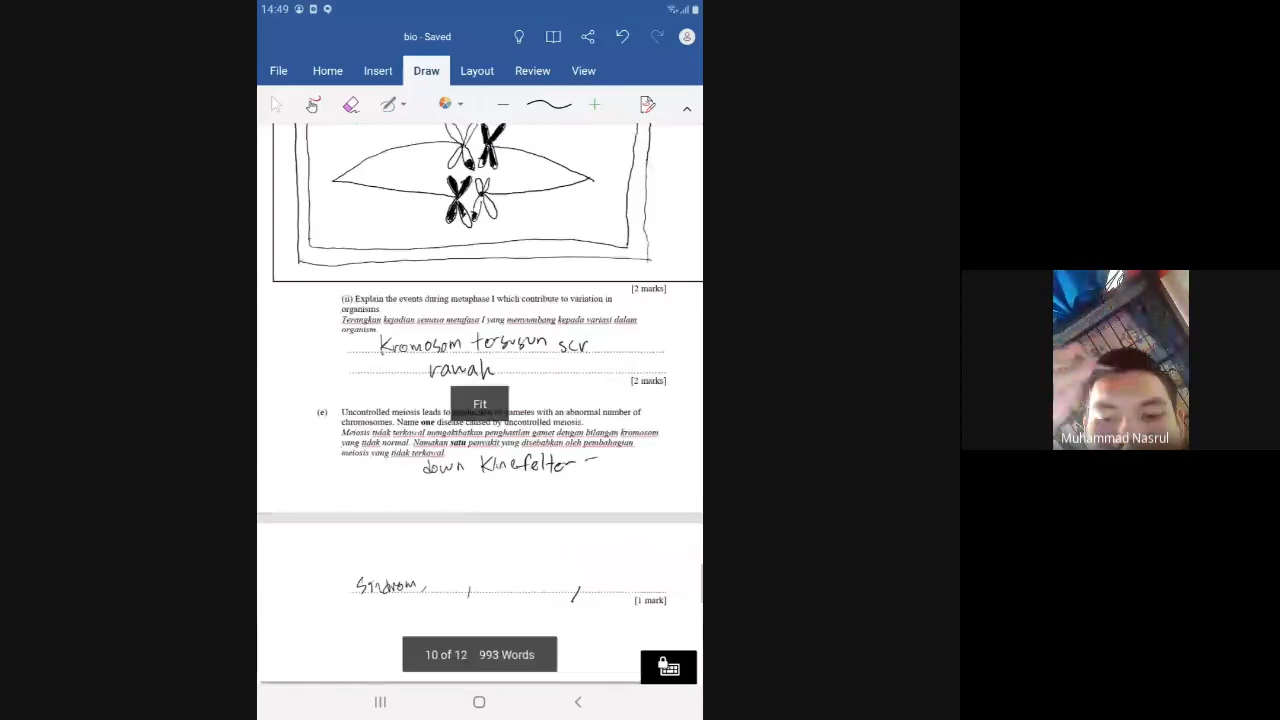 14:49
bio - Saved
File Home Insert Draw Layout Review View
[2 marks]
(ii) Explain the events during metaphase I which contribute to variation in
organisms.
Terangkan kejadian semasa metafasa I yang menyumbang kepada variasi dalam
organism.
Kromosom tersusun scr
rawak
[2 marks]
Fit
(e) Uncontrolled meiosis leads to gametes with an abnormal number of
chromosomes. Name one disease caused by uncontrolled meiosis.
Meiosis tidak terkawal mengakibatkan penghasilan gamet dengan bilangan kromosom
yang tidak normal. Namakan satu penyakit yang disebabkan oleh pembahagian
meiosis yang tidak terkawal.
down Klinefelter -
Sindrom,
[1 mark]
10 of 12 993 Words
Muhammad Nasrul